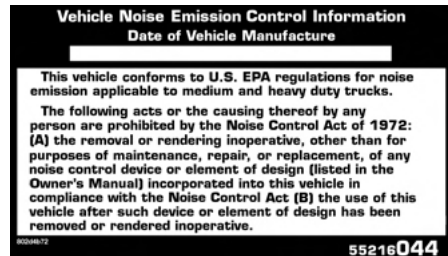 Vehicle Noise Emission Control Information
Date of Vehicle Manufacture
This vehicle conforms to U.S. EPA regulations for noise
emission applicable to medium and heavy duty trucks.
The following acts or the causing thereof by any
person are prohibited by the Noise Control Act of 1972:
(A) the removal or rendering inoperative, other than for
purposes of maintenance, repair, or replacement, of any
noise control device or element of design (listed in the
Owner's Manual) incorporated into this vehicle in
compliance with the Noise Control Act (B) the use of this
vehicle after such device or element of design has been
removed or rendered inoperative.
802d4b72
55216044